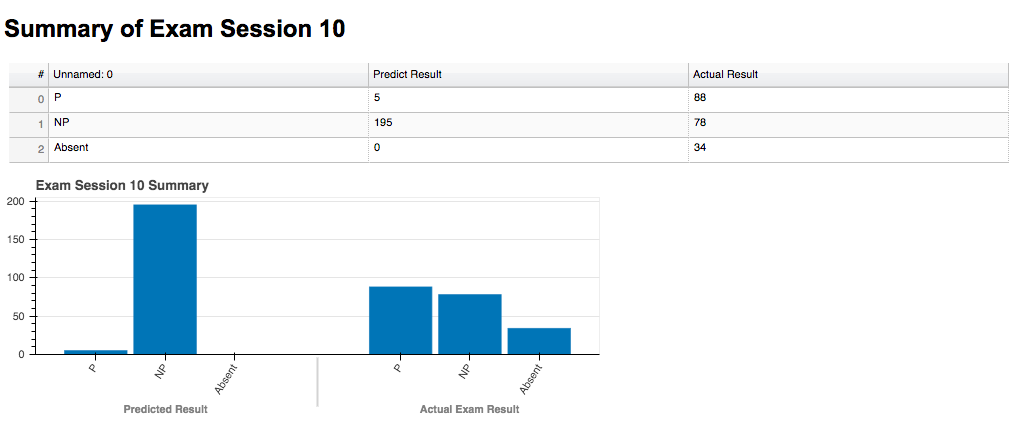 Summary of Exam Session 10
# Unnamed: 0 Predict Result Actual Result
0 P 5 88
1 NP 195 78
2 Absent 0 34
Exam Session 10 Summary
200
150
100
50
0
P NP Absent P NP Absent
Predicted Result Actual Exam Result